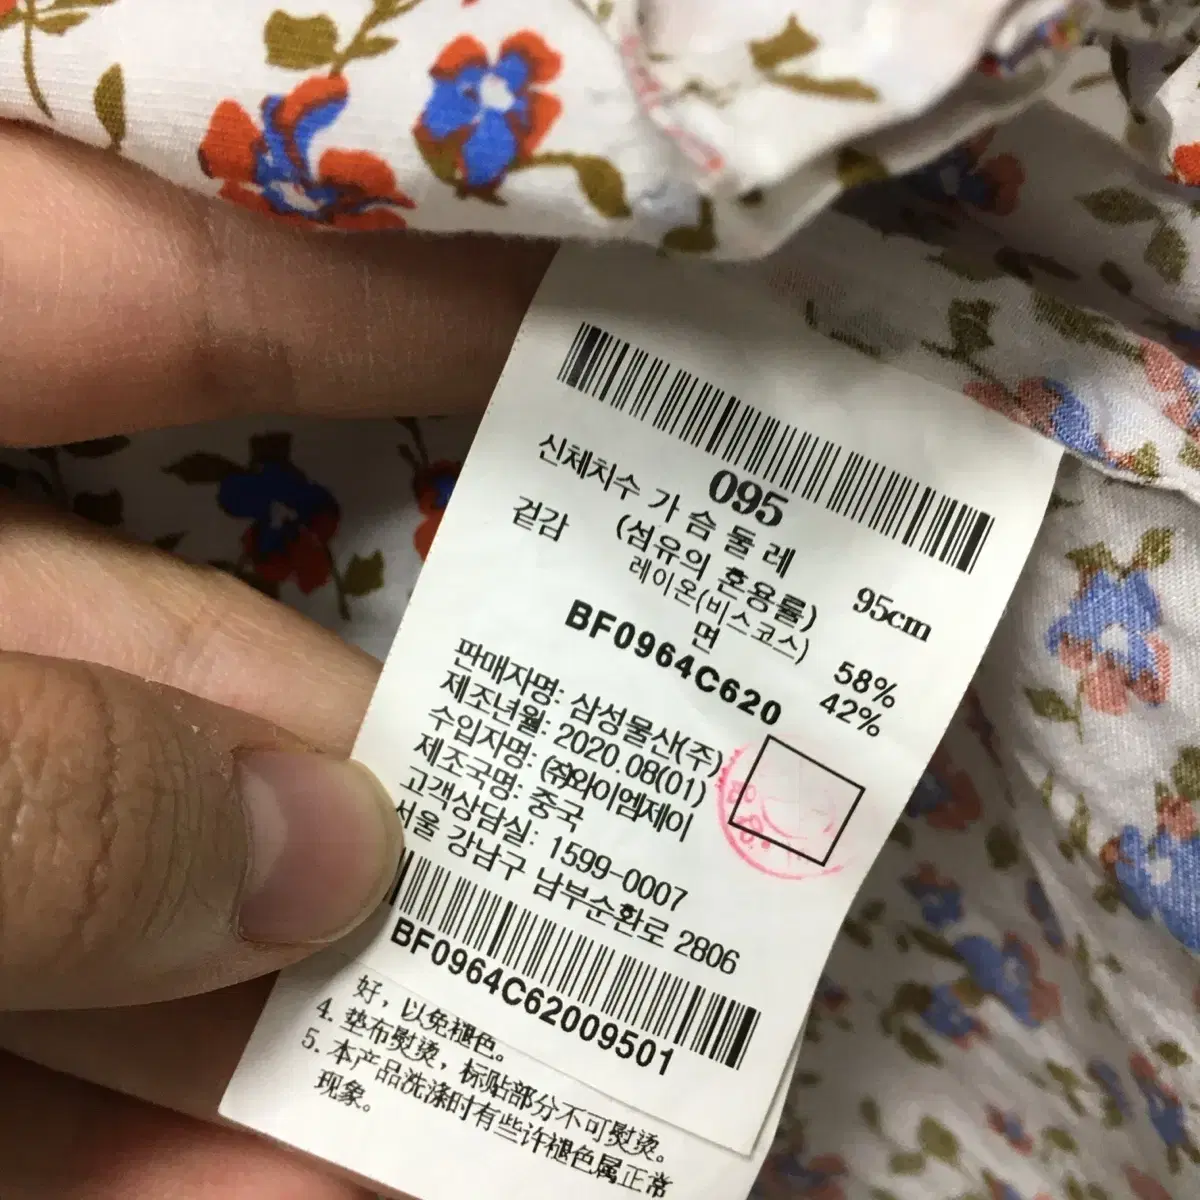 095
신체치수 가 슴 둘 레 95cm
(섬유의 혼용률)
겉감 레이온(비스코스) 58%
면 42%
BF0964C620
판매자명: 삼성물산(주)
제조년월: 2020.08(01)
수입자명: ㈜와이엠제이
제조국명: 중국
고객상담실: 1599-0007
서울 강남구 남부순환로 2806
BF0964C62009501
好，以免褪色。
4. 垫布熨烫，标贴部分不可熨烫。
5. 本产品洗涤时有些许褪色属正常
现象。